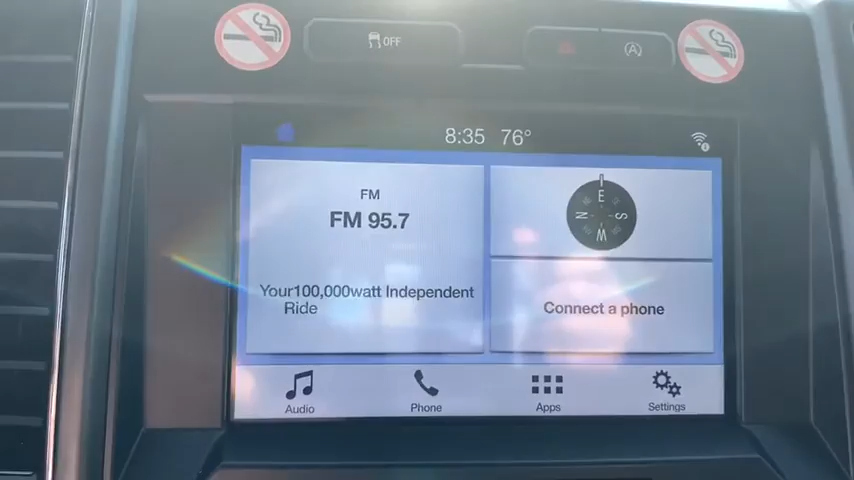 OFF
A
8:35 76°
FM
FM 95.7
Your100,000watt Independent
Ride
E
N S
W
Connect a phone
Audio Phone Apps Settings